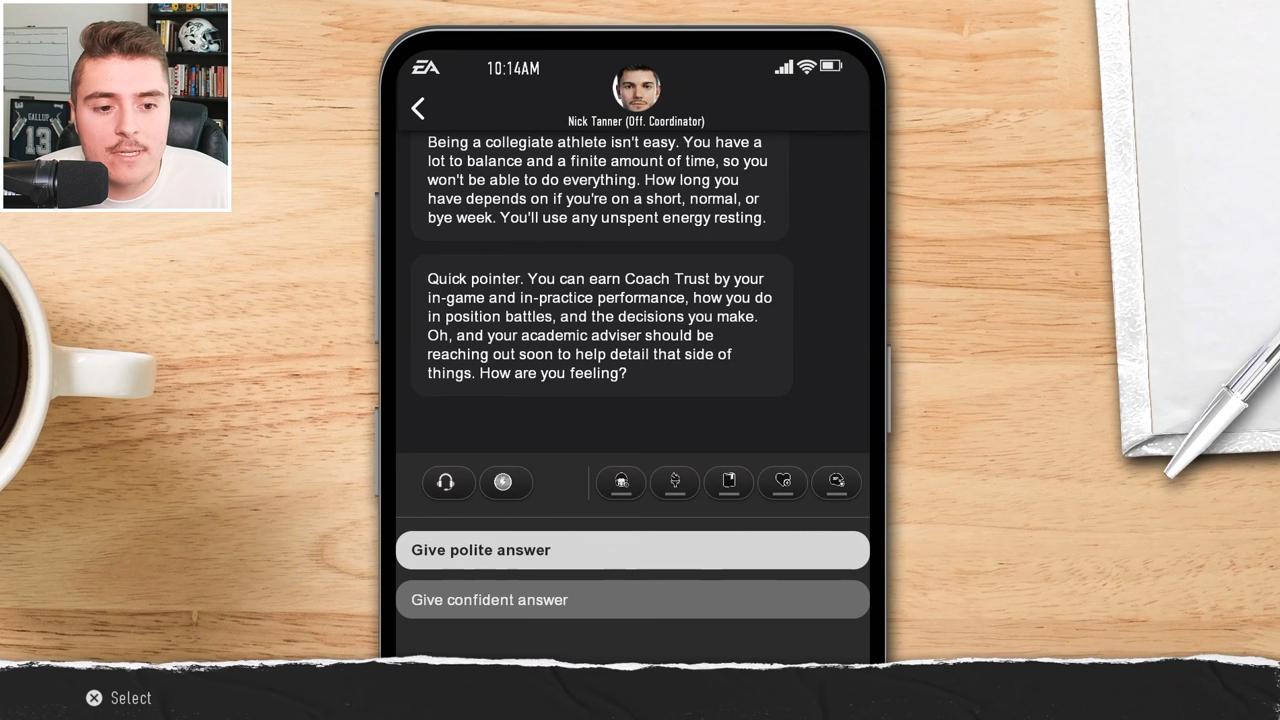 EA
10:14AM
Nick Tanner (Off. Coordinator)
Being a collegiate athlete isn't easy. You have a
lot to balance and a finite amount of time, so you
won't be able to do everything. How long you
have depends on if you're on a short, normal, or
bye week. You'll use any unspent energy resting.
Quick pointer. You can earn Coach Trust by your
in-game and in-practice performance, how you do
in position battles, and the decisions you make.
Oh, and your academic adviser should be
reaching out soon to help detail that side of
things. How are you feeling?
Give polite answer
Give confident answer
Select
GALLUP
13